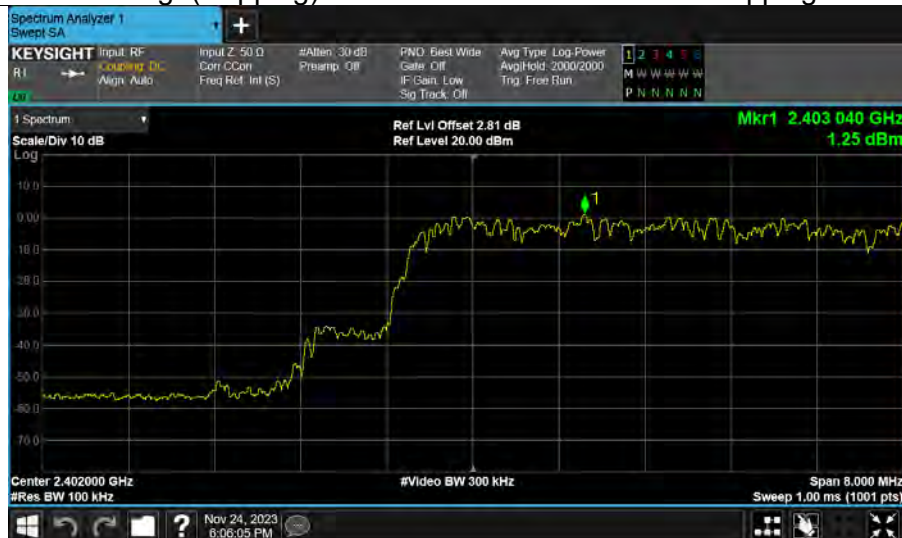 Spectrum Analyzer 1
Swept SA
+
KEYSIGHT Input: RF
Coupling: DC
Align: Auto
Input Z: 50 Ω
Corr CCorr
Freq Ref: Int (S)
#Atten: 30 dB
Preamp: Off
PNO: Best Wide
Gate: Off
IF Gain: Low
Sig Track: Off
Avg Type: Log-Power
Avg|Hold: 2000/2000
Trig: Free Run
1 2 3 4 5 6
M W W W W W
P N N N N N
1 Spectrum
Scale/Div 10 dB
Ref Lvl Offset 2.81 dB
Ref Level 20.00 dBm
Mkr1 2.403 040 GHz
1.25 dBm
Log
10.0
0.00
-10.0
-20.0
-30.0
-40.0
-50.0
-60.0
-70.0
1
Center 2.402000 GHz
#Res BW 100 kHz
#Video BW 300 kHz
Span 8.000 MHz
Sweep 1.00 ms (1001 pts)
?
Nov 24, 2023
6:06:05 PM